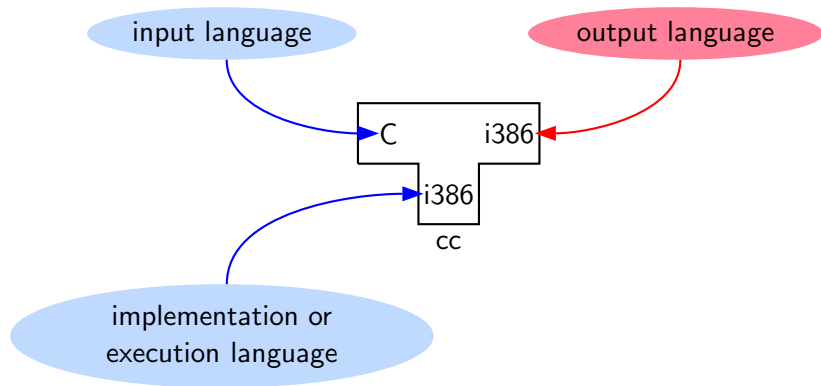 input language
output language
C
i386
i386
cc
implementation or
execution language